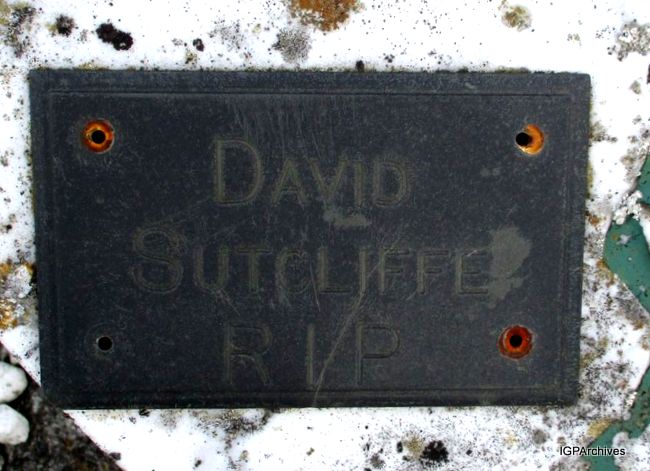 David
Sutcliffe
RIP
IGPArchives